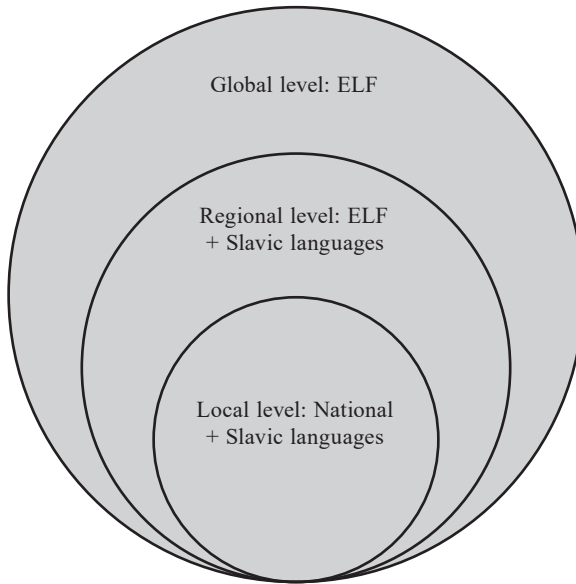 Global level: ELF
Regional level: ELF
+ Slavic languages
Local level: National
+ Slavic languages